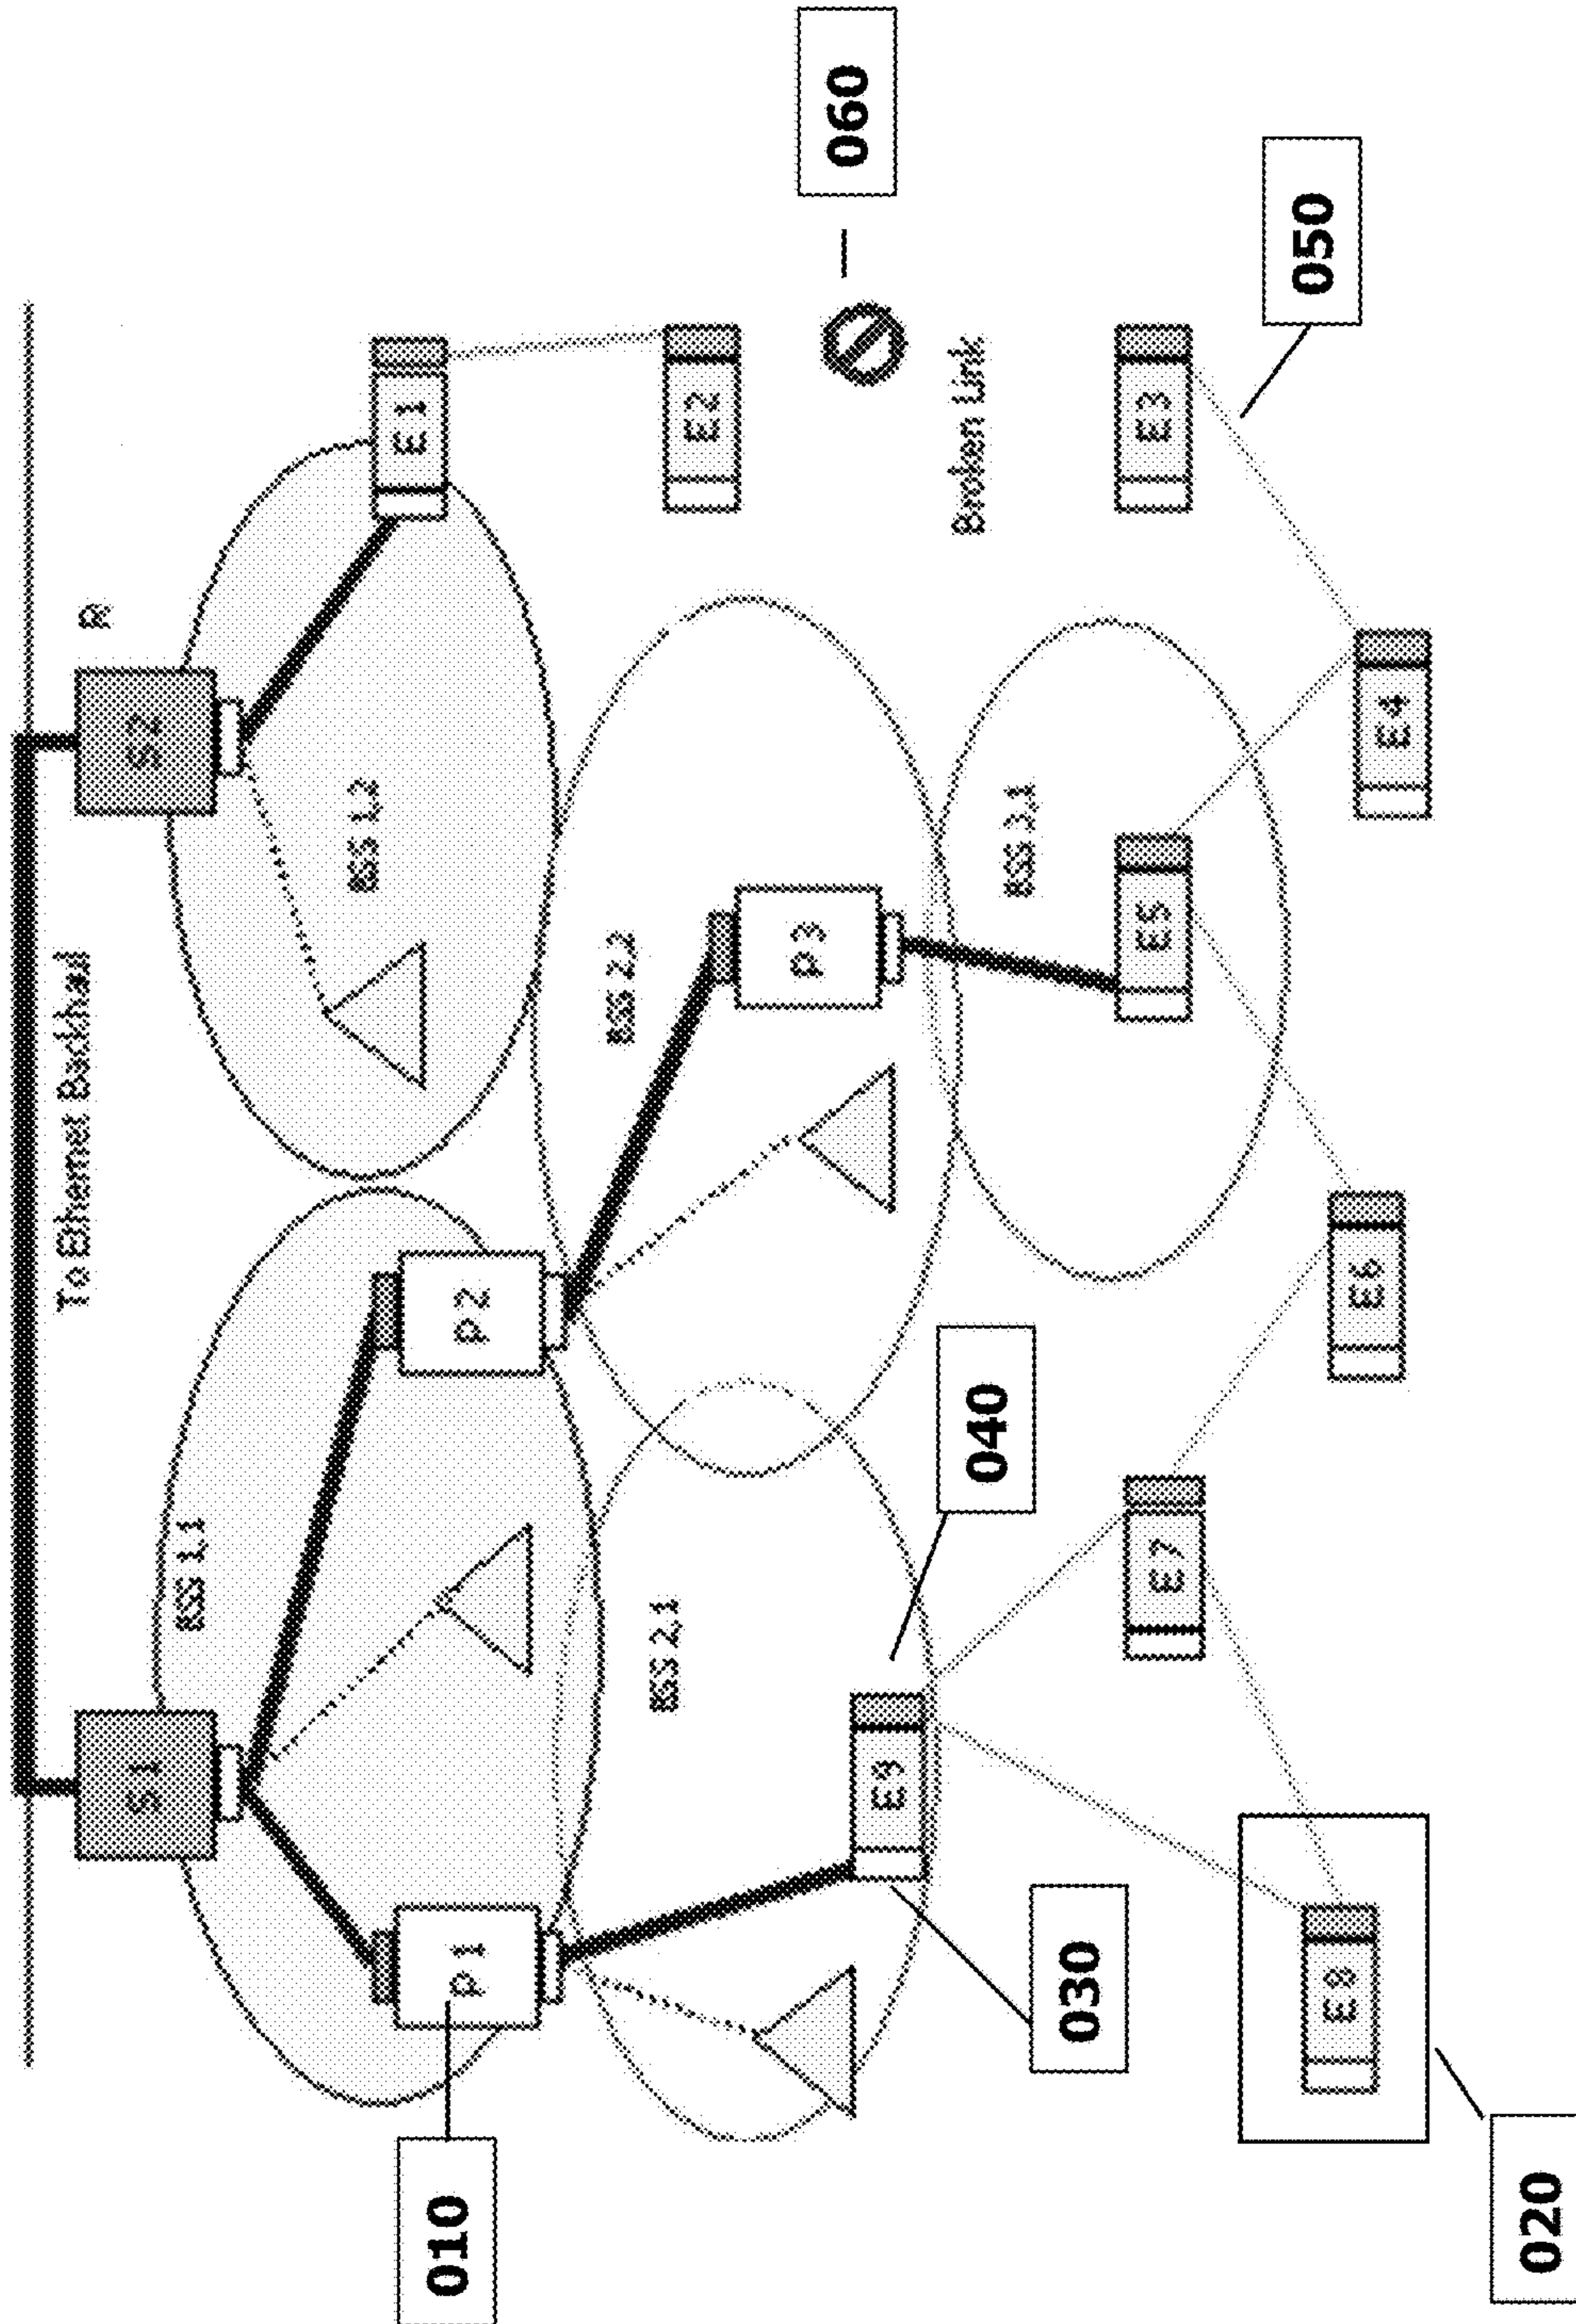 To Ethernet Backhaul
R
S1
S2
BSS 1,1
BSS 1,2
P1
P2
E1
010
BSS 2,1
BSS 2,2
E2
P3
060
E9
040
Broken Link
BSS 2,1
030
E7
E5
E3
E8
E6
E4
050
020